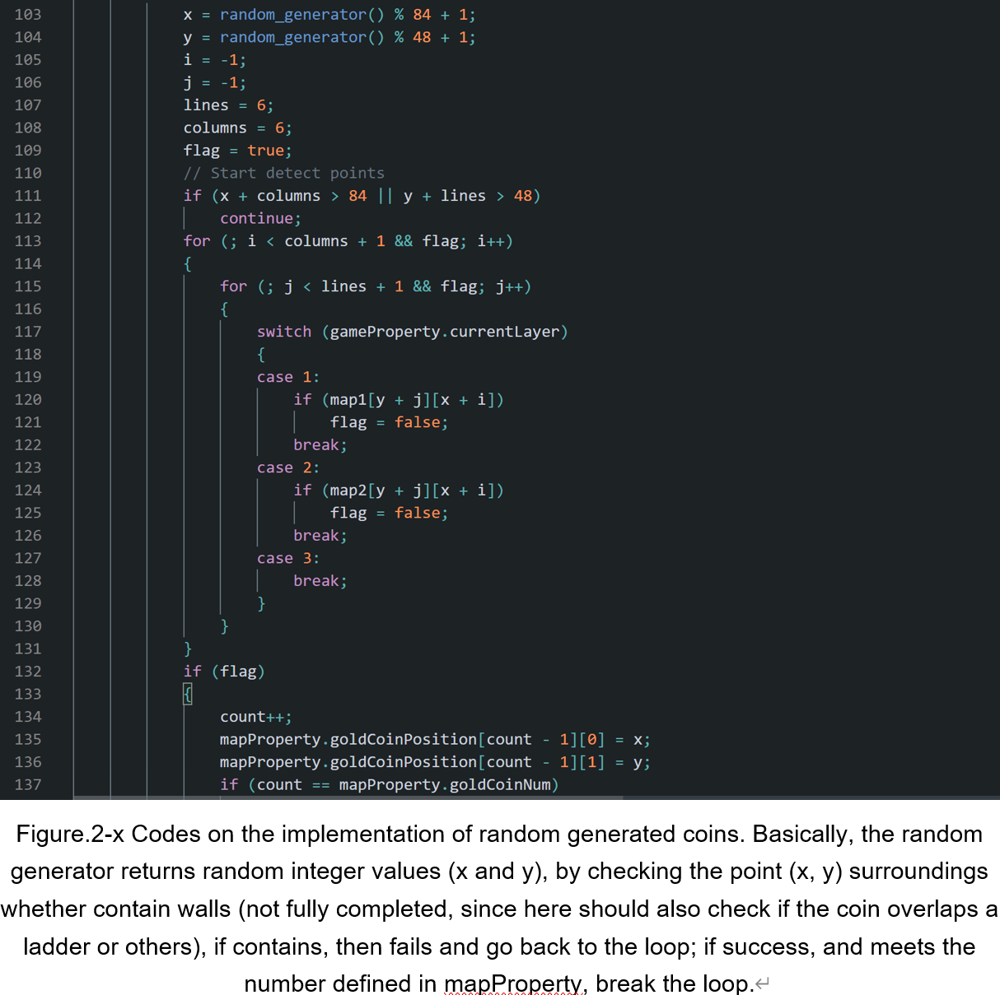 103 x = random_generator() % 84 + 1;
104 y = random_generator() % 48 + 1;
105 i = -1;
106 j = -1;
107 lines = 6;
108 columns = 6;
109 flag = true;
110 // Start detect points
111 if (x + columns > 84 || y + lines > 48)
112 continue;
113 for (; i < columns + 1 && flag; i++)
114 {
115 for (; j < lines + 1 && flag; j++)
116 {
117 switch (gameProperty.currentLayer)
118 {
119 case 1:
120 if (map1[y + j][x + i])
121 flag = false;
122 break;
123 case 2:
124 if (map2[y + j][x + i])
125 flag = false;
126 break;
127 case 3:
128 break;
129 }
130 }
131 }
132 if (flag)
133 {
134 count++;
135 mapProperty.goldCoinPosition[count - 1][0] = x;
136 mapProperty.goldCoinPosition[count - 1][1] = y;
137 if (count == mapProperty.goldCoinNum)
Figure.2-x Codes on the implementation of random generated coins. Basically, the random
generator returns random integer values (x and y), by checking the point (x, y) surroundings
whether contain walls (not fully completed, since here should also check if the coin overlaps a
ladder or others), if contains, then fails and go back to the loop; if success, and meets the
number defined in mapProperty, break the loop.↵